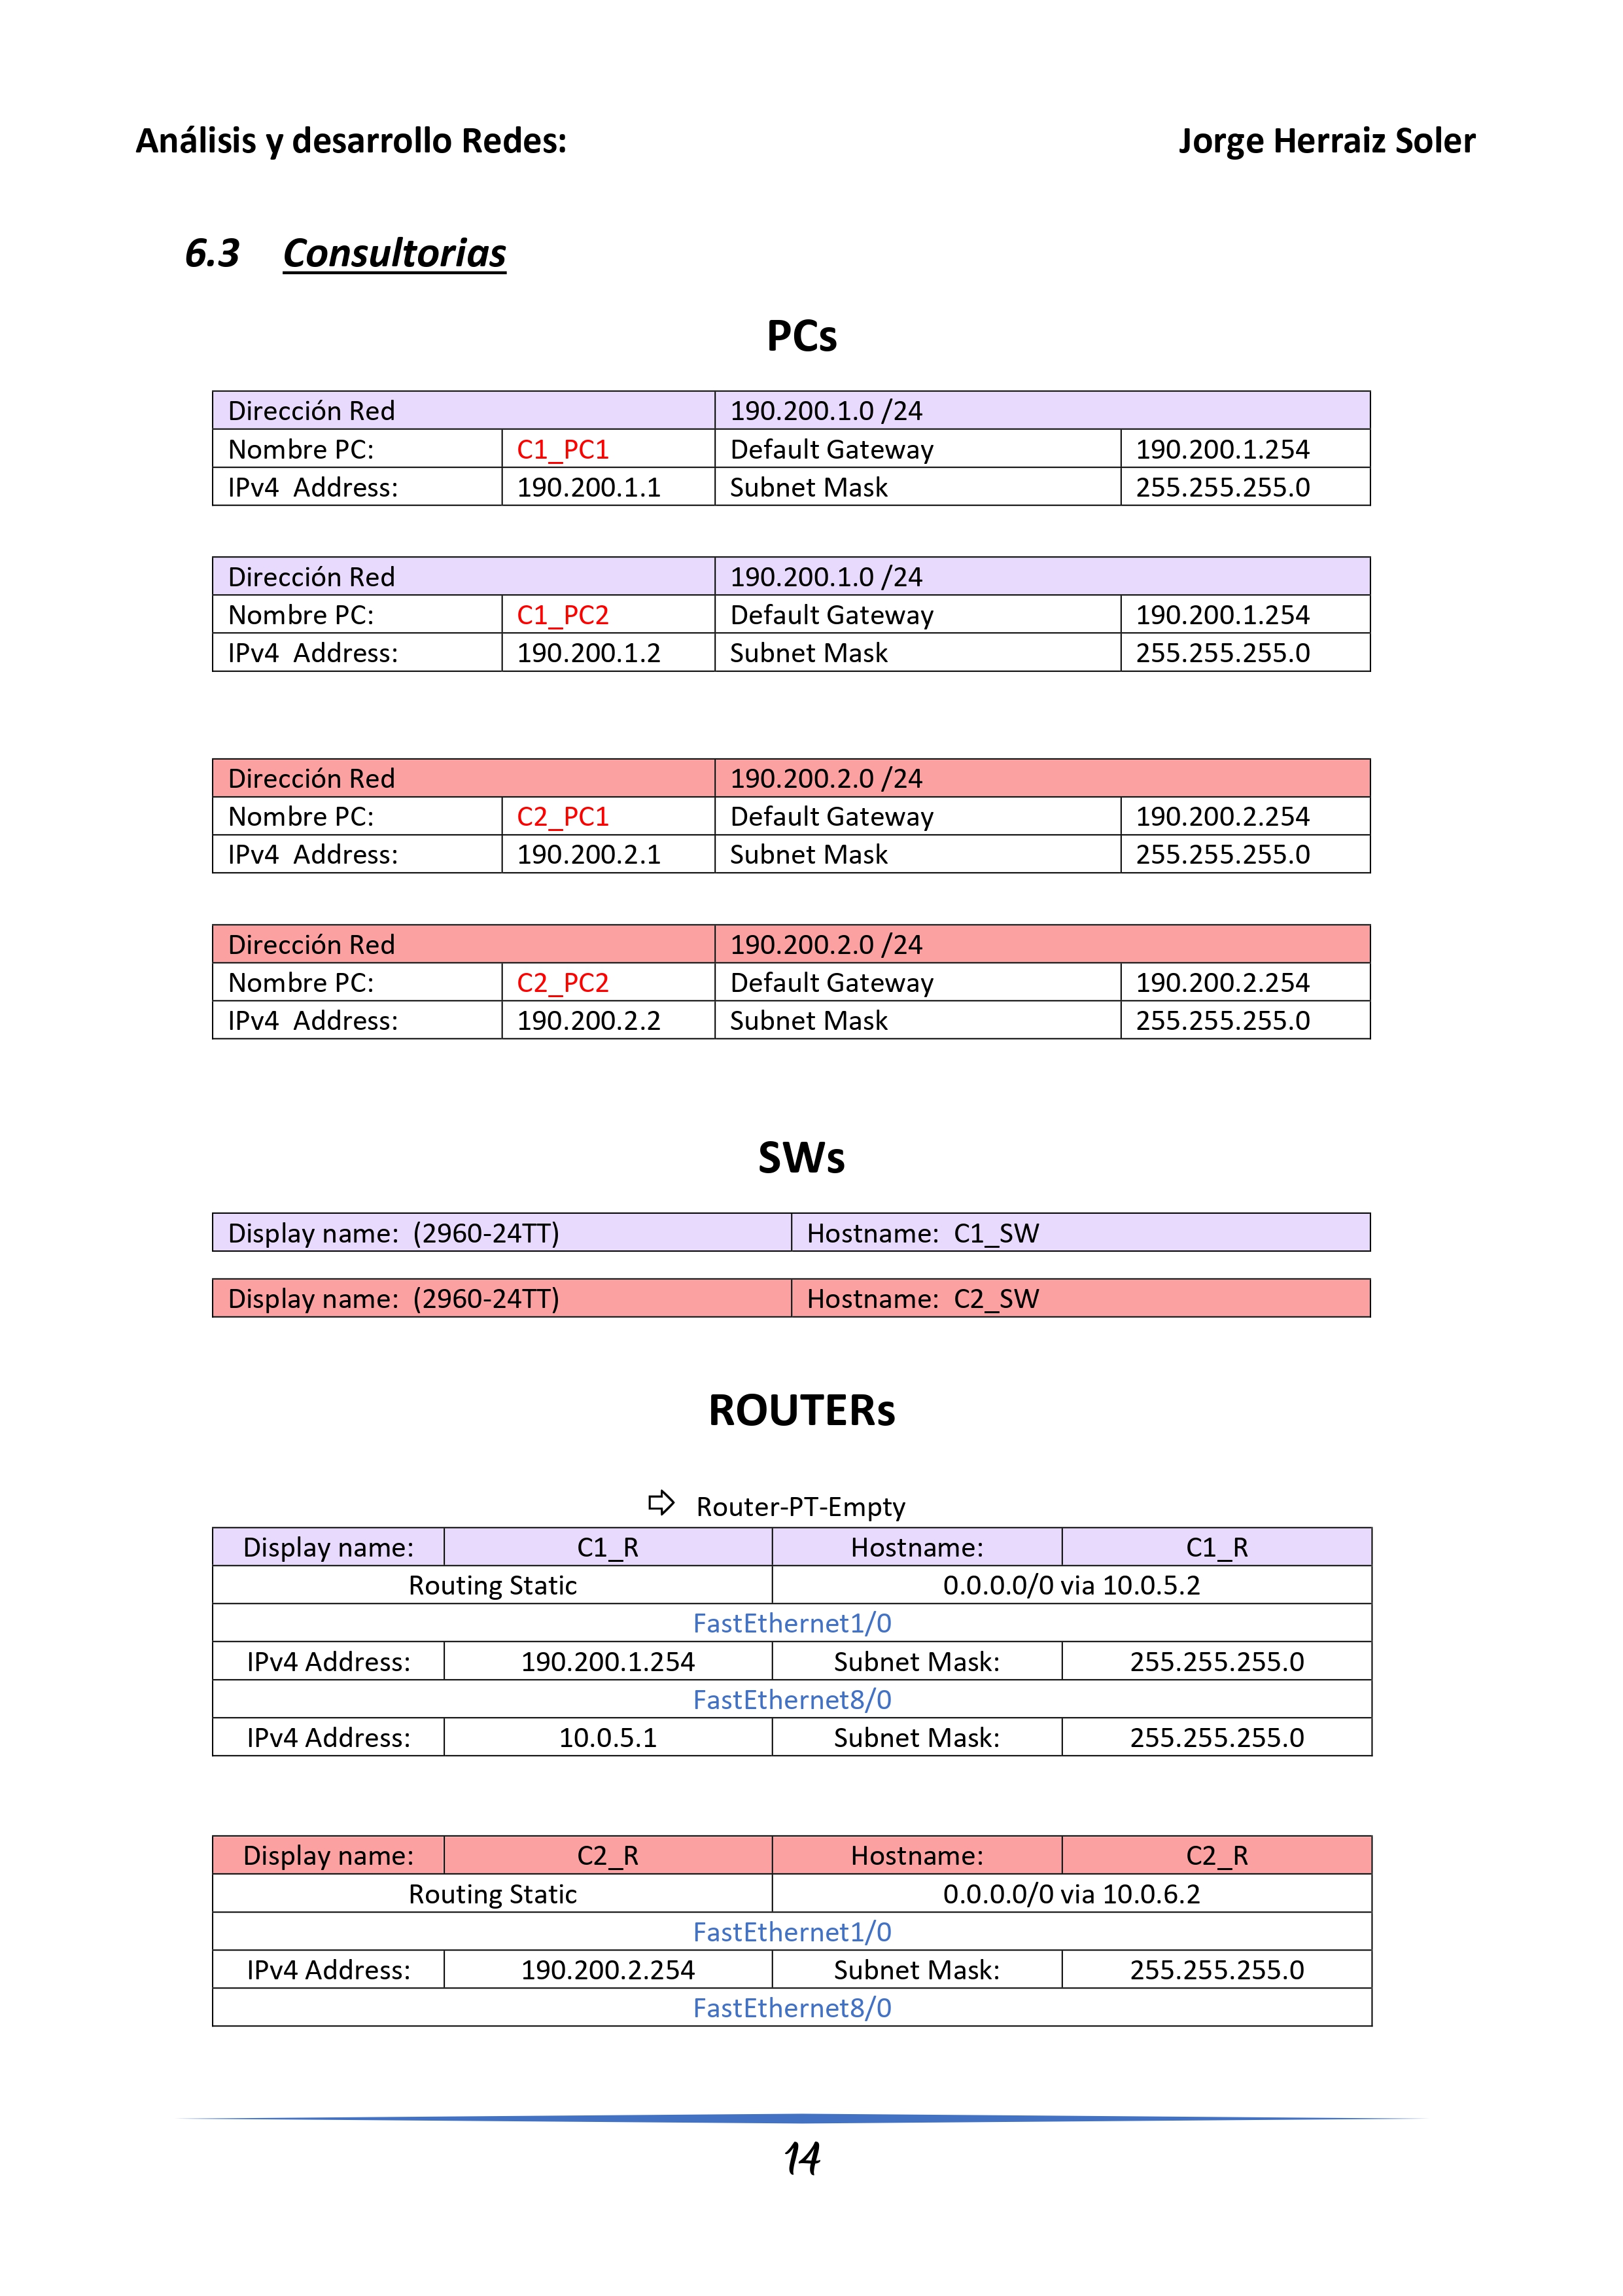 Análisis y desarrollo Redes: Jorge Herraiz Soler
6.3 Consultorias
PCs
Dirección Red 190.200.1.0 /24
Nombre PC: C1_PC1 Default Gateway 190.200.1.254
IPv4 Address: 190.200.1.1 Subnet Mask 255.255.255.0
Dirección Red 190.200.1.0 /24
Nombre PC: C1_PC2 Default Gateway 190.200.1.254
IPv4 Address: 190.200.1.2 Subnet Mask 255.255.255.0
Dirección Red 190.200.2.0 /24
Nombre PC: C2_PC1 Default Gateway 190.200.2.254
IPv4 Address: 190.200.2.1 Subnet Mask 255.255.255.0
Dirección Red 190.200.2.0 /24
Nombre PC: C2_PC2 Default Gateway 190.200.2.254
IPv4 Address: 190.200.2.2 Subnet Mask 255.255.255.0
SWs
Display name: (2960-24TT) Hostname: C1_SW
Display name: (2960-24TT) Hostname: C2_SW
ROUTERs
Router-PT-Empty
Display name: C1_R Hostname: C1_R
Routing Static 0.0.0.0/0 via 10.0.5.2
FastEthernet1/0
IPv4 Address: 190.200.1.254 Subnet Mask: 255.255.255.0
FastEthernet8/0
IPv4 Address: 10.0.5.1 Subnet Mask: 255.255.255.0
Display name: C2_R Hostname: C2_R
Routing Static 0.0.0.0/0 via 10.0.6.2
FastEthernet1/0
IPv4 Address: 190.200.2.254 Subnet Mask: 255.255.255.0
FastEthernet8/0
14